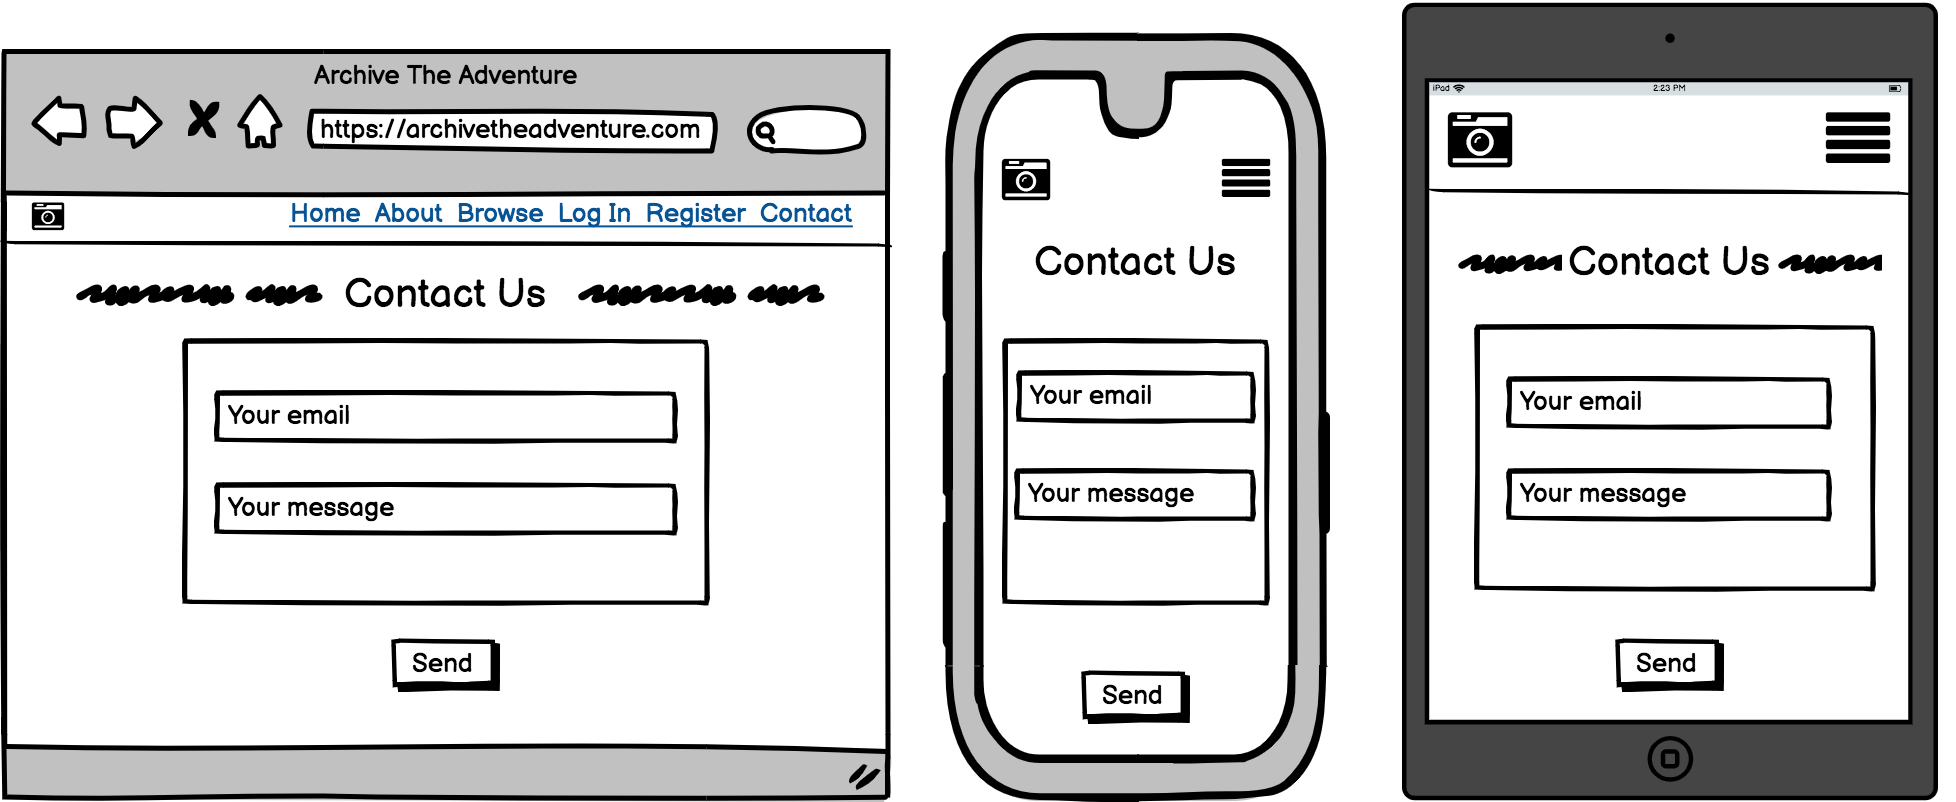 Archive The Adventure
https://archivetheadventure.com
Home About Browse Log In Register Contact
Contact Us
Your email
Your message
Send
Contact Us
Your email
Your message
Send
iPad 2:23 PM
Contact Us
Your email
Your message
Send